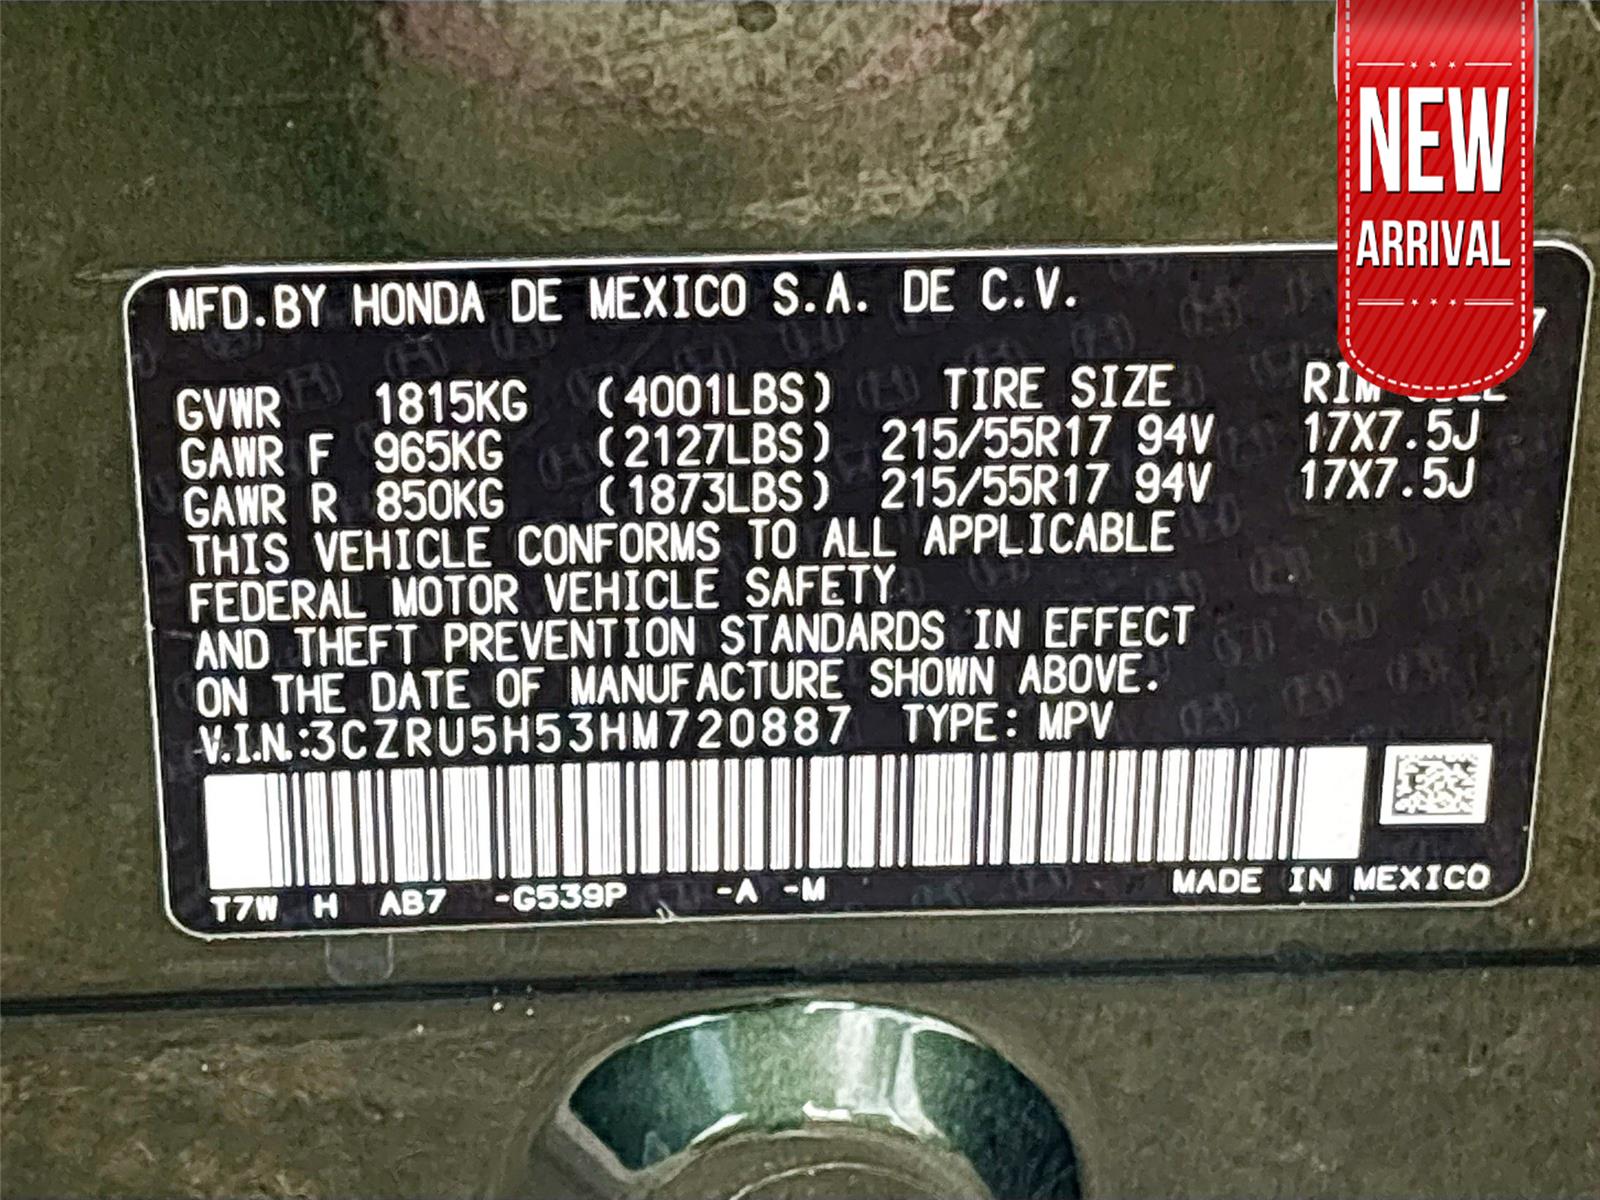 NEW
ARRIVAL
MFD.BY HONDA DE MEXICO S.A. DE C.V.
7
GVWR 1815KG (4001LBS) TIRE SIZE RIM
GAWR F 965KG (2127LBS) 215/55R17 94V 17X7.5J
GAWR R 850KG (1873LBS) 215/55R17 94V 17X7.5J
THIS VEHICLE CONFORMS TO ALL APPLICABLE
FEDERAL MOTOR VEHICLE SAFETY
AND THEFT PREVENTION STANDARDS IN EFFECT
ON THE DATE OF MANUFACTURE SHOWN ABOVE.
V.I.N.:3CZRU5H53HM720887 TYPE: MPV
T7W H AB7 -G539P -A -M MADE IN MEXICO